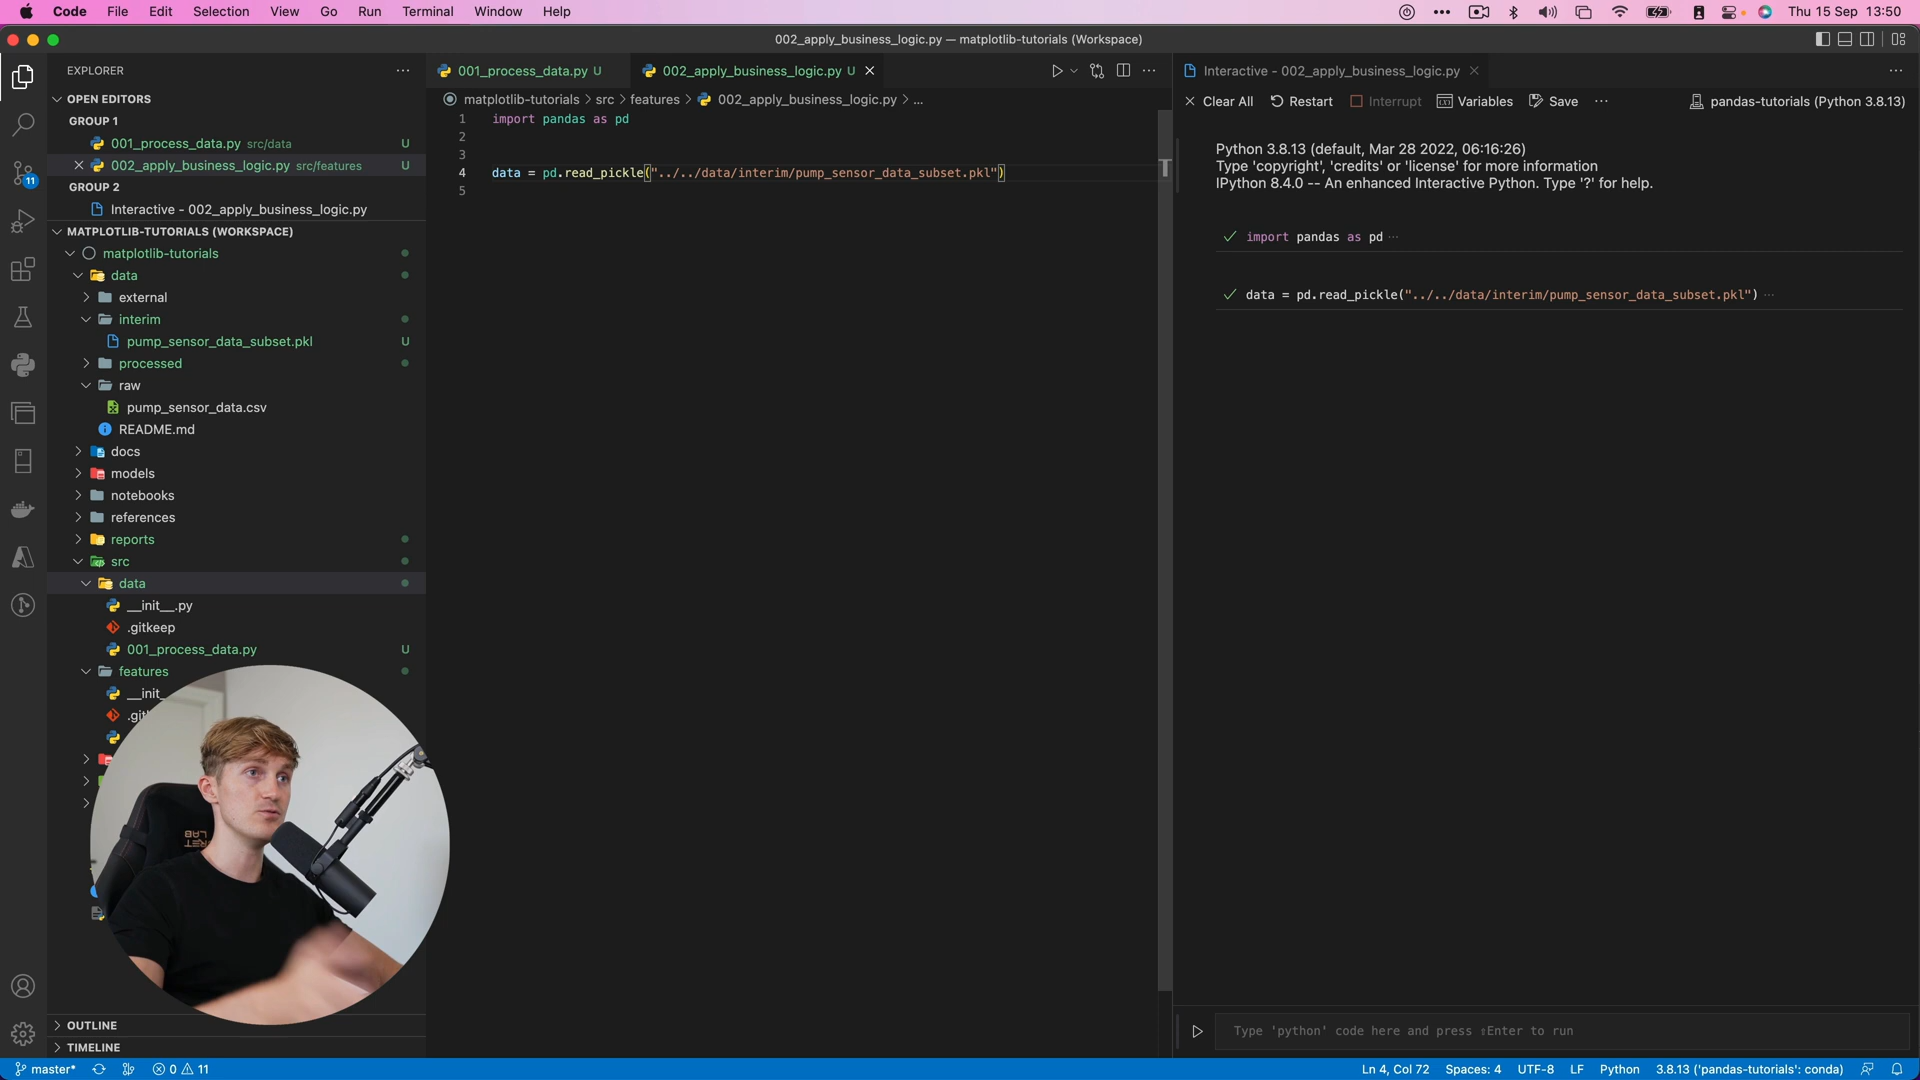 Code File Edit Selection View Go Run Terminal Window Help
Thu 15 Sep 13:50
002_apply_business_logic.py — matplotlib-tutorials (Workspace)
EXPLORER
OPEN EDITORS
GROUP 1
001_process_data.py src/data U
002_apply_business_logic.py src/features U
GROUP 2
Interactive - 002_apply_business_logic.py
MATPLOTLIB-TUTORIALS (WORKSPACE)
matplotlib-tutorials
data
external
interim
pump_sensor_data_subset.pkl U
processed
raw
pump_sensor_data.csv
README.md
docs
models
notebooks
references
reports
src
data
__init__.py
.gitkeep
001_process_data.py U
features
__init_
.git
OUTLINE
TIMELINE
11
001_process_data.py U
002_apply_business_logic.py U
matplotlib-tutorials > src > features > 002_apply_business_logic.py > ...
1 import pandas as pd
2
3
4 data = pd.read_pickle("../../data/interim/pump_sensor_data_subset.pkl")
5
Interactive - 002_apply_business_logic.py
Clear All Restart Interrupt Variables Save ... pandas-tutorials (Python 3.8.13)
Python 3.8.13 (default, Mar 28 2022, 06:16:26)
Type 'copyright', 'credits' or 'license' for more information
IPython 8.4.0 -- An enhanced Interactive Python. Type '?' for help.
import pandas as pd ...
data = pd.read_pickle("../../data/interim/pump_sensor_data_subset.pkl") ...
Type 'python' code here and press ⇧Enter to run
master* 0 11
Ln 4, Col 72 Spaces: 4 UTF-8 LF Python 3.8.13 ('pandas-tutorials': conda)